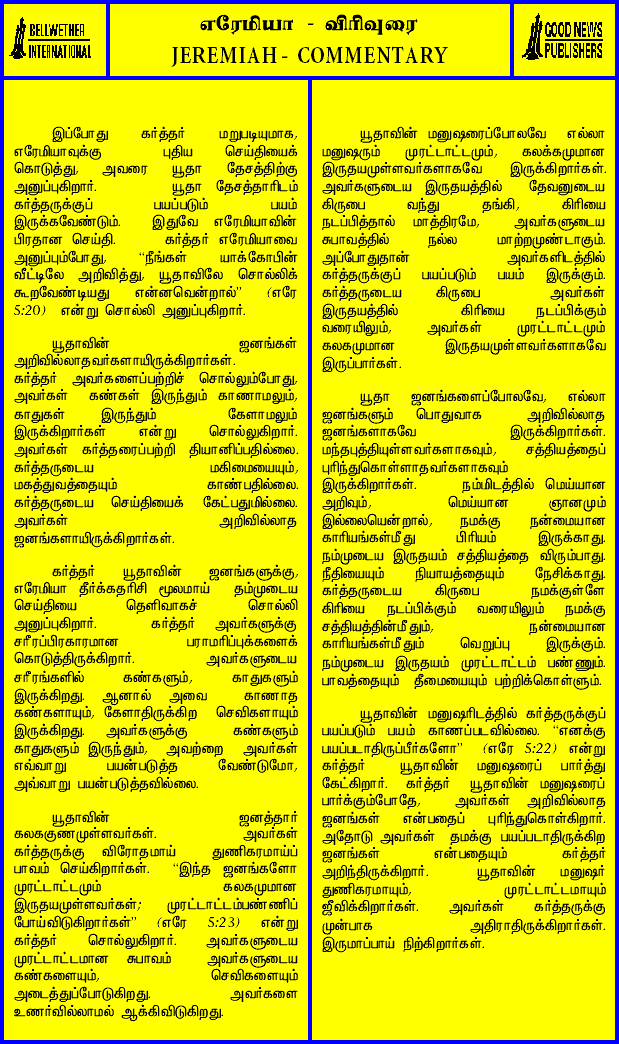 BELLWETHER
INTERNATIONAL
எரேமியா - விரிவுரை
JEREMIAH - COMMENTARY
GOOD NEWS
PUBLISHERS
இப்போது கர்த்தர் மறுபடியுமாக,
எரேமியாவுக்கு புதிய செய்தியைக்
கொடுத்து, அவரை யூதா தேசத்திற்கு
அனுப்புகிறார். யூதா தேசத்தாரிடம்
கர்த்தருக்குப் பயப்படும் பயம்
இருக்கவேண்டும். இதுவே எரேமியாவின்
பிரதான செய்தி. கர்த்தர் எரேமியாவை
அனுப்பும்போது, “நீங்கள் யாக்கோபின்
வீட்டிலே அறிவித்து, யூதாவிலே சொல்லிக்
கூறவேண்டியது என்னவென்றால்” (எரே
5:20) என்று சொல்லி அனுப்புகிறார்.
யூதாவின் ஜனங்கள்
அறிவில்லாதவர்களாயிருக்கிறார்கள்.
கர்த்தர் அவர்களைப்பற்றிச் சொல்லும்போது,
அவர்கள் கண்கள் இருந்தும் காணாமலும்,
காதுகள் இருந்தும் கேளாமலும்
இருக்கிறார்கள் என்று சொல்லுகிறார்.
அவர்கள் கர்த்தரைப்பற்றி தியானிப்பதில்லை.
கர்த்தருடைய மகிமையையும்,
மகத்துவத்தையும் காண்பதில்லை.
கர்த்தருடைய செய்தியைக் கேட்பதுமில்லை.
அவர்கள் அறிவில்லாத
ஜனங்களாயிருக்கிறார்கள்.
கர்த்தர் யூதாவின் ஜனங்களுக்கு,
எரேமியா தீர்க்கதரிசி மூலமாய் தம்முடைய
செய்தியை தெளிவாகச் சொல்லி
அனுப்புகிறார். கர்த்தர் அவர்களுக்கு
சரீரப்பிரகாரமான பராமரிப்புக்களைக்
கொடுத்திருக்கிறார். அவர்களுடைய
சரீரங்களில் கண்களும், காதுகளும்
இருக்கிறது. ஆனால் அவை காணாத
கண்களாயும், கேளாதிருக்கிற செவிகளாயும்
இருக்கிறது. அவர்களுக்கு கண்களும்
காதுகளும் இருந்தும், அவற்றை அவர்கள்
எவ்வாறு பயன்படுத்த வேண்டுமோ,
அவ்வாறு பயன்படுத்தவில்லை.
யூதாவின் ஜனத்தார்
கலககுணமுள்ளவர்கள். அவர்கள்
கர்த்தருக்கு விரோதமாய் துணிகரமாய்ப்
பாவம் செய்கிறார்கள். “இந்த ஜனங்களோ
முரட்டாட்டமும் கலகமுமான
இருதயமுள்ளவர்கள்; முரட்டாட்டம்பண்ணிப்
போய்விடுகிறார்கள்” (எரே 5:23) என்று
கர்த்தர் சொல்லுகிறார். அவர்களுடைய
முரட்டாட்டமான சுபாவம் அவர்களுடைய
கண்களையும், செவிகளையும்
அடைத்துப்போடுகிறது. அவர்களை
உணர்வில்லாமல் ஆக்கிவிடுகிறது.
யூதாவின் மனுஷரைப்போலவே எல்லா
மனுஷரும் முரட்டாட்டமும், கலக்கமுமான
இருதயமுள்ளவர்களாகவே இருக்கிறார்கள்.
அவர்களுடைய இருதயத்தில் தேவனுடைய
கிருபை வந்து தங்கி, கிரியை
நடப்பித்தால் மாத்திரமே, அவர்களுடைய
சுபாவத்தில் நல்ல மாற்றமுண்டாகும்.
அப்போதுதான் அவர்களிடத்தில்
கர்த்தருக்குப் பயப்படும் பயம் இருக்கும்.
கர்த்தருடைய கிருபை அவர்கள்
இருதயத்தில் கிரியை நடப்பிக்கும்
வரையிலும், அவர்கள் முரட்டாட்டமும்
கலகமுமான இருதயமுள்ளவர்களாகவே
இருப்பார்கள்.
யூதா ஜனங்களைப்போலவே, எல்லா
ஜனங்களும் பொதுவாக அறிவில்லாத
ஜனங்களாகவே இருக்கிறார்கள்.
மந்தபுத்தியுள்ளவர்களாகவும், சத்தியத்தைப்
புரிந்துகொள்ளாதவர்களாகவும்
இருக்கிறார்கள். நம்மிடத்தில் மெய்யான
அறிவும், மெய்யான ஞானமும்
இல்லையென்றால், நமக்கு நன்மையான
காரியங்கள்மீது பிரியம் இருக்காது.
நம்முடைய இருதயம் சத்தியத்தை விரும்பாது.
நீதியையும் நியாயத்தையும் நேசிக்காது.
கர்த்தருடைய கிருபை நமக்குள்ளே
கிரியை நடப்பிக்கும் வரையிலும் நமக்கு
சத்தியத்தின்மீதும், நன்மையான
காரியங்கள்மீதும் வெறுப்பு இருக்கும்.
நம்முடைய இருதயம் முரட்டாட்டம் பண்ணும்.
பாவத்தையும் தீமையையும் பற்றிக்கொள்ளும்.
யூதாவின் மனுஷரிடத்தில் கர்த்தருக்குப்
பயப்படும் பயம் காணப்படவில்லை. “எனக்கு
பயப்படாதிருப்பீர்களோ” (எரே 5:22) என்று
கர்த்தர் யூதாவின் மனுஷரைப் பார்த்து
கேட்கிறார். கர்த்தர் யூதாவின் மனுஷரைப்
பார்க்கும்போதே, அவர்கள் அறிவில்லாத
ஜனங்கள் என்பதைப் புரிந்துகொள்கிறார்.
அதோடு அவர்கள் தமக்கு பயப்படாதிருக்கிற
ஜனங்கள் என்பதையும் கர்த்தர்
அறிந்திருக்கிறார். யூதாவின் மனுஷர்
துணிகரமாயும், முரட்டாட்டமாயும்
ஜீவிக்கிறார்கள். அவர்கள் கர்த்தருக்கு
முன்பாக அதிராதிருக்கிறார்கள்.
இருமாப்பாய் நிற்கிறார்கள்.